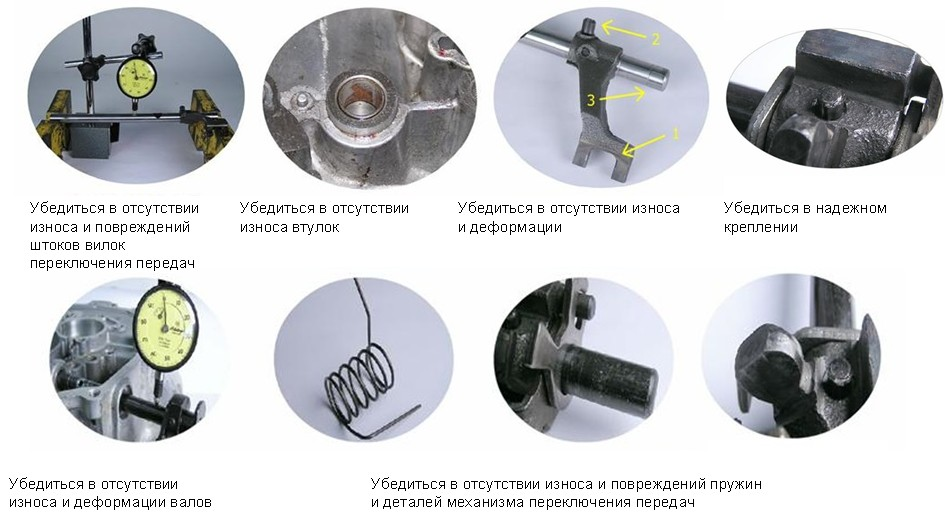 2
3
1
Убедиться в отсутствии
износа и повреждений
штоков вилок
переключения передач
Убедиться в отсутствии
износа втулок
Убедиться в отсутствии износа
и деформации
Убедиться в надежном
креплении
Убедиться в отсутствии
износа и деформации валов
Убедиться в отсутствии износа и повреждений пружин
и деталей механизма переключения передач